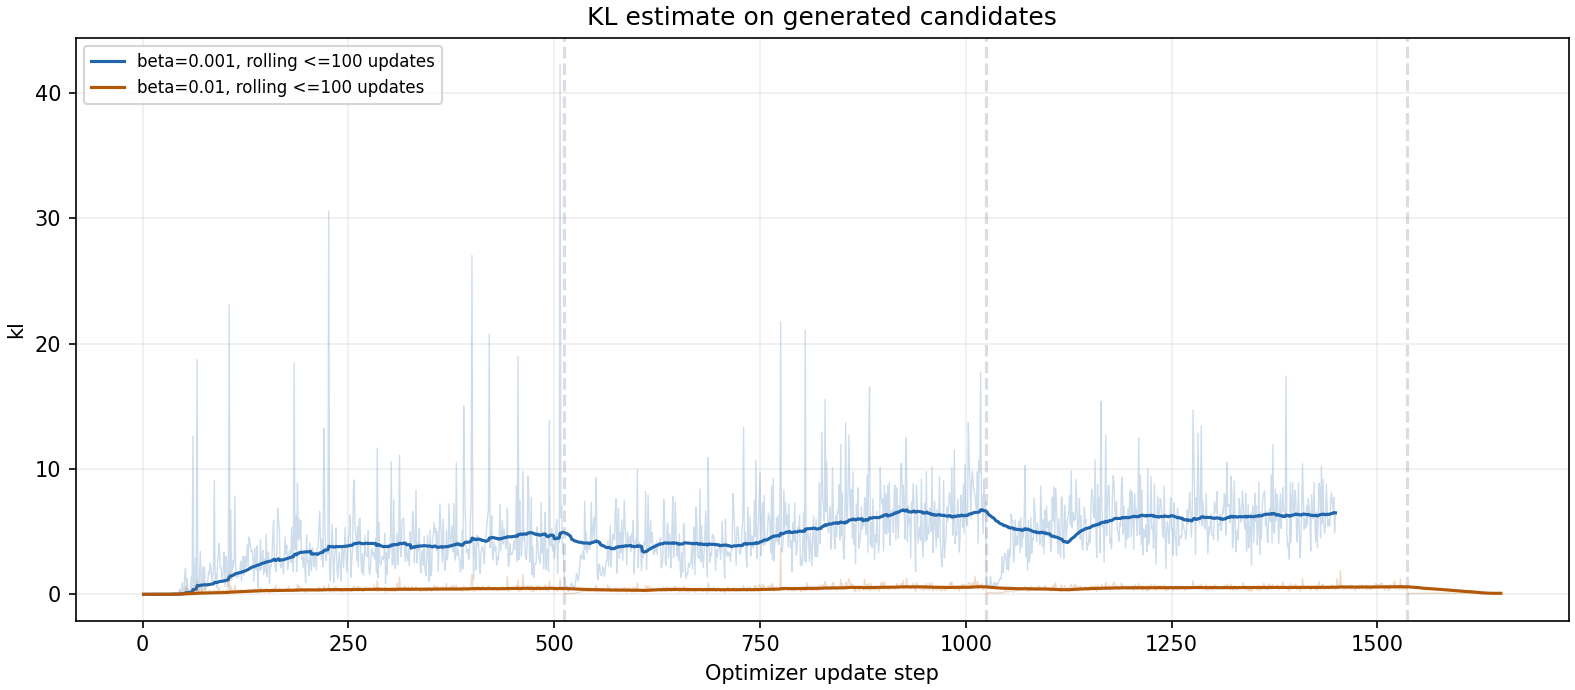 KL estimate on generated candidates
beta=0.001, rolling <=100 updates
beta=0.01, rolling <=100 updates
kl
40
30
20
10
0
0 250 500 750 1000 1250 1500
Optimizer update step